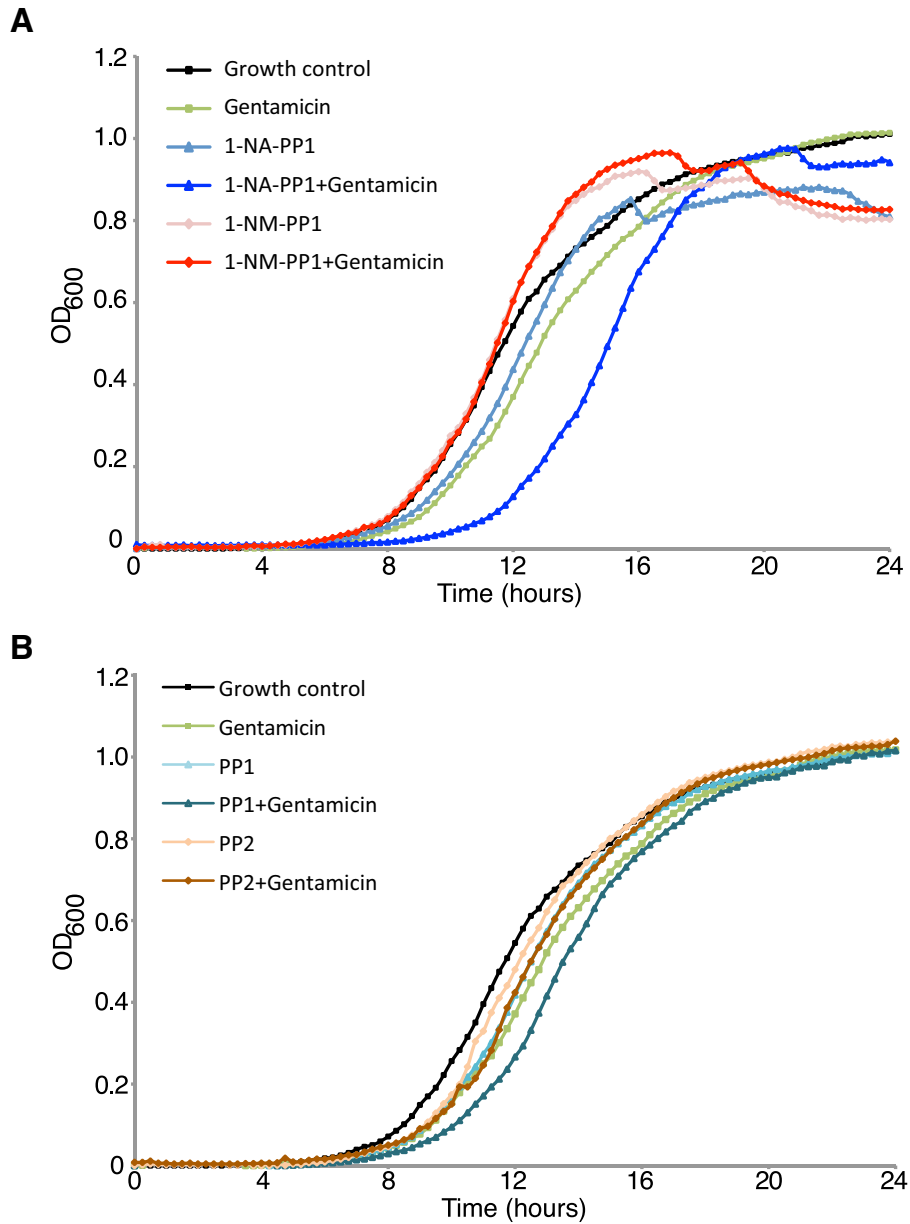 A
1.2
1.0
0.8
0.6
0.4
0.2
0
OD600
Growth control
Gentamicin
1-NA-PP1
1-NA-PP1+Gentamicin
1-NM-PP1
1-NM-PP1+Gentamicin
0 4 8 12 16 20 24
Time (hours)
B
1.2
1.0
0.8
0.6
0.4
0.2
0
OD600
Growth control
Gentamicin
PP1
PP1+Gentamicin
PP2
PP2+Gentamicin
0 4 8 12 16 20 24
Time (hours)